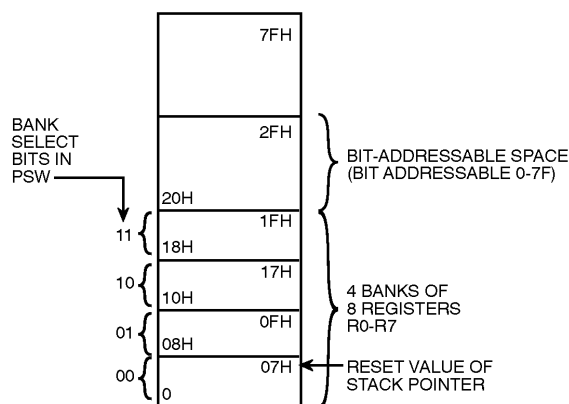 7FH
BANK
SELECT
BITS IN
PSW
2FH
BIT-ADDRESSABLE SPACE
(BIT ADDRESSABLE 0-7F)
20H
11
1FH
18H
10
17H
10H
4 BANKS OF
8 REGISTERS
R0-R7
01
0FH
08H
00
07H
0
RESET VALUE OF
STACK POINTER